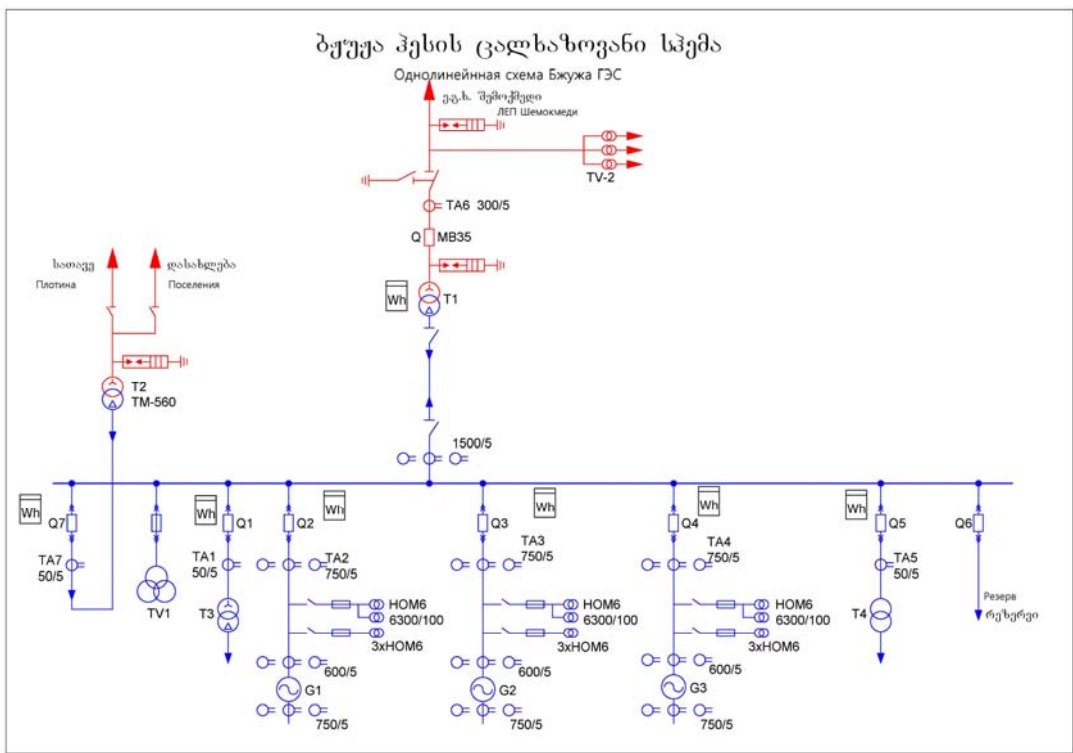 ბჟუჟა ჰესის ცალხაზოვანი სჰემა
Однолинейнная схема Бжужа ГЭС
ე.გ.ხ. შემოქმედი
ЛЕП Шемокмеди
TV-2
TA6 300/5
Q MB35
Wh T1
სათავე დასახლება
Плотина Поселения
T2
TM-560
1500/5
Wh Wh Wh Wh Wh Wh
Q7 Q1 Q2 Q3 Q4 Q5 Q6
TA7
50/5
TV1
TA1
50/5
T3
TA2
750/5
HOM6
6300/100
3xHOM6
600/5
G1
750/5
TA3
750/5
HOM6
6300/100
3xHOM6
600/5
G2
750/5
TA4
750/5
HOM6
6300/100
3xHOM6
600/5
G3
750/5
TA5
50/5
T4
Резерв
რეზერვი